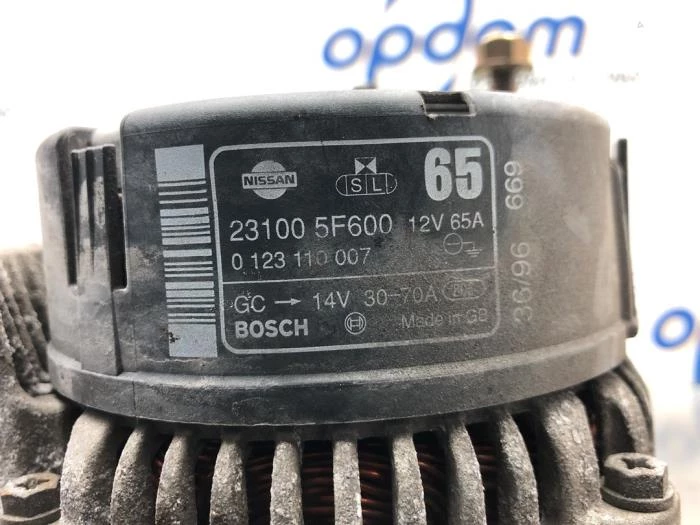 opdam
NISSAN
S L
65
23100 5F600 12V 65A
0 123 110 007
GC → 14V 30-70A
BOSCH
Made in GB
36/96 669